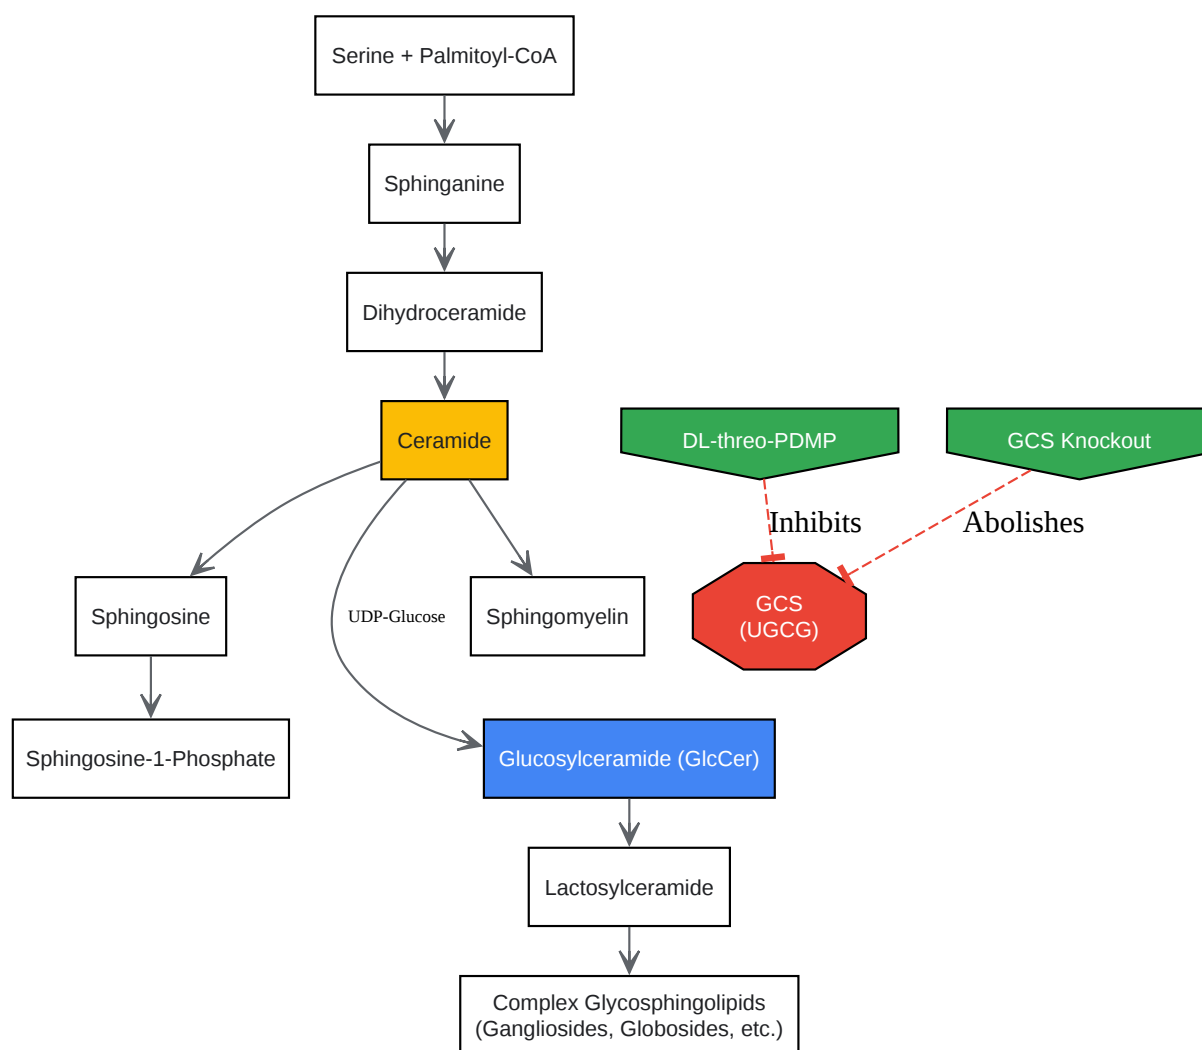 Serine + Palmitoyl-CoA
Sphinganine
Dihydroceramide
Ceramide
DL-threo-PDMP
GCS Knockout
Inhibits
Abolishes
Sphingosine
UDP-Glucose
Sphingomyelin
GCS
(UGCG)
Sphingosine-1-Phosphate
Glucosylceramide (GlcCer)
Lactosylceramide
Complex Glycosphingolipids
(Gangliosides, Globosides, etc.)